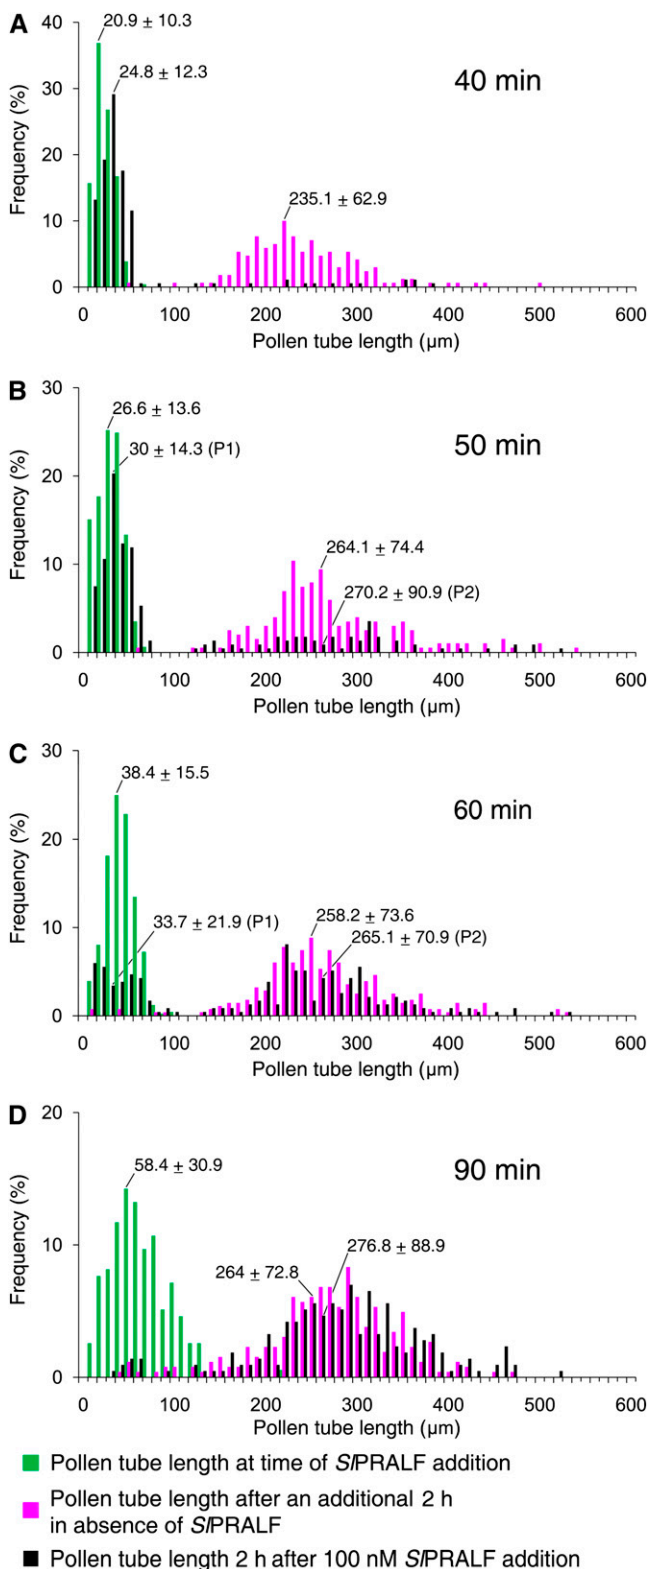 A
40
20.9 ± 10.3
24.8 ± 12.3
40 min
30
Frequency (%)
20
235.1 ± 62.9
10
0
0 100 200 300 400 500 600
Pollen tube length (µm)
B
30
26.6 ± 13.6
30 ± 14.3 (P1)
50 min
Frequency (%)
20
264.1 ± 74.4
10
270.2 ± 90.9 (P2)
0
0 100 200 300 400 500 600
Pollen tube length (µm)
C
30
38.4 ± 15.5
60 min
Frequency (%)
20
33.7 ± 21.9 (P1)
258.2 ± 73.6
10
265.1 ± 70.9 (P2)
0
0 100 200 300 400 500 600
Pollen tube length (µm)
D
20
58.4 ± 30.9
90 min
Frequency (%)
10
264 ± 72.8
276.8 ± 88.9
0
0 100 200 300 400 500 600
Pollen tube length (µm)
Pollen tube length at time of SlPRALF addition
Pollen tube length after an additional 2 h
in absence of SlPRALF
Pollen tube length 2 h after 100 nM SlPRALF addition